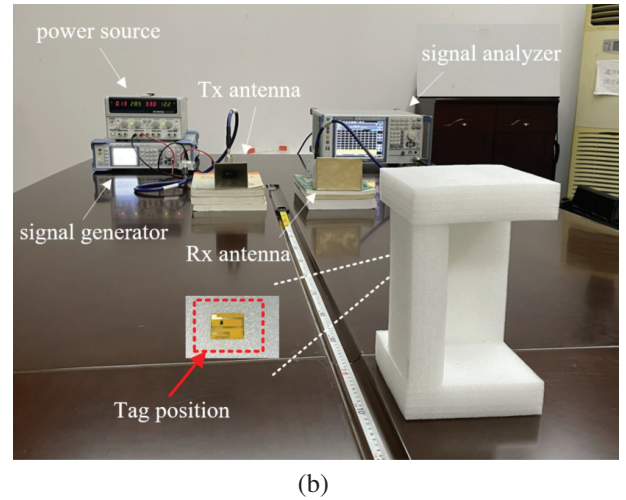 power source
signal analyzer
Tx antenna
signal generator
Rx antenna
Tag position
(b)